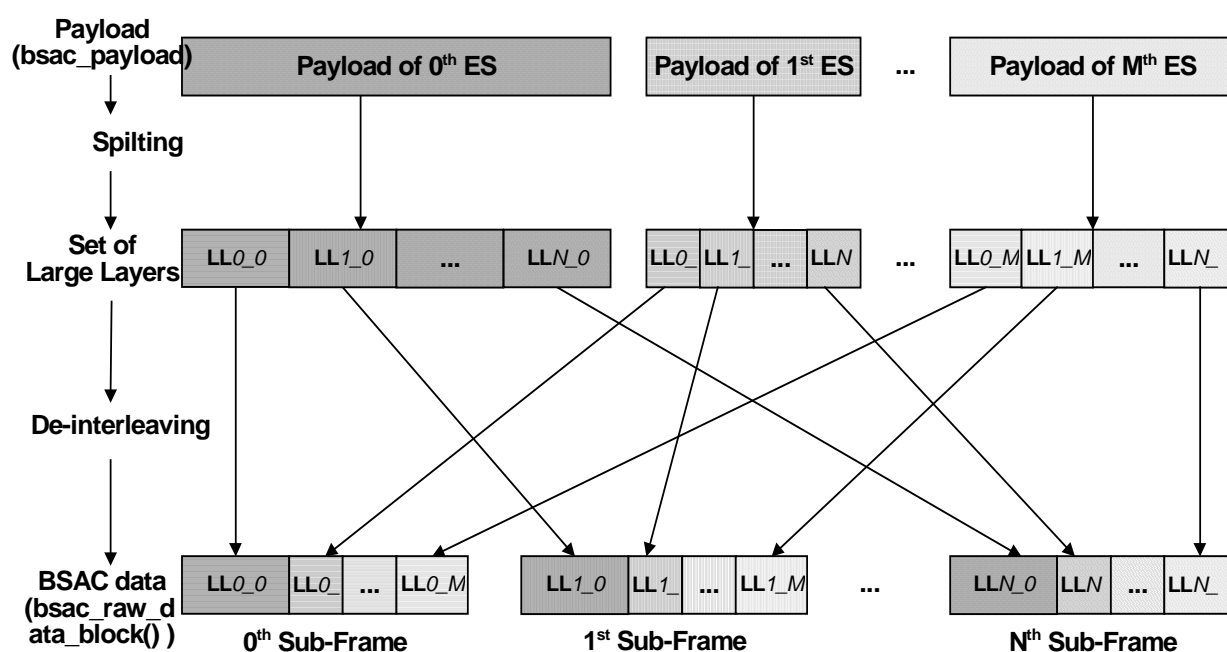 Payload
(bsac_payload)
Payload of 0th ES
Payload of 1st ES
...
Payload of Mth ES
Spilting
Set of
Large Layers
LL0_0
LL1_0
...
LLN_0
LL0_
LL1_
...
LLN
...
LL0_M
LL1_M
...
LLN_
De-interleaving
BSAC data
(bsac_raw_d
ata_block() )
LL0_0
LL0_
...
LL0_M
LL1_0
LL1_
...
LL1_M
...
LLN_0
LLN
...
LLN_
0th Sub-Frame
1st Sub-Frame
Nth Sub-Frame